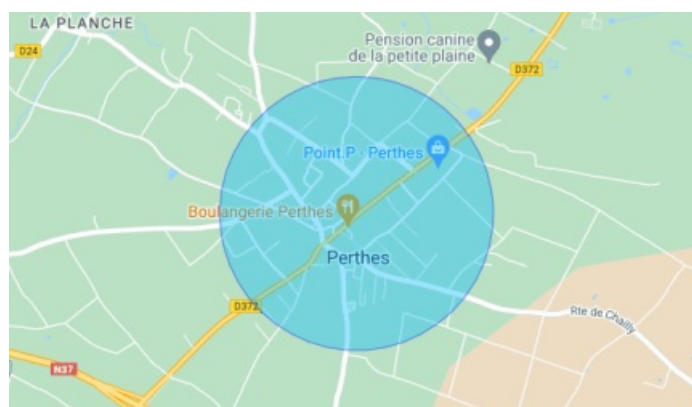 LA PLANCHE
D24
Pension canine
de la petite plaine
D372
Point.P - Perthes
Boulangerie Perthes
Perthes
D372
Rte de Chailly
N37